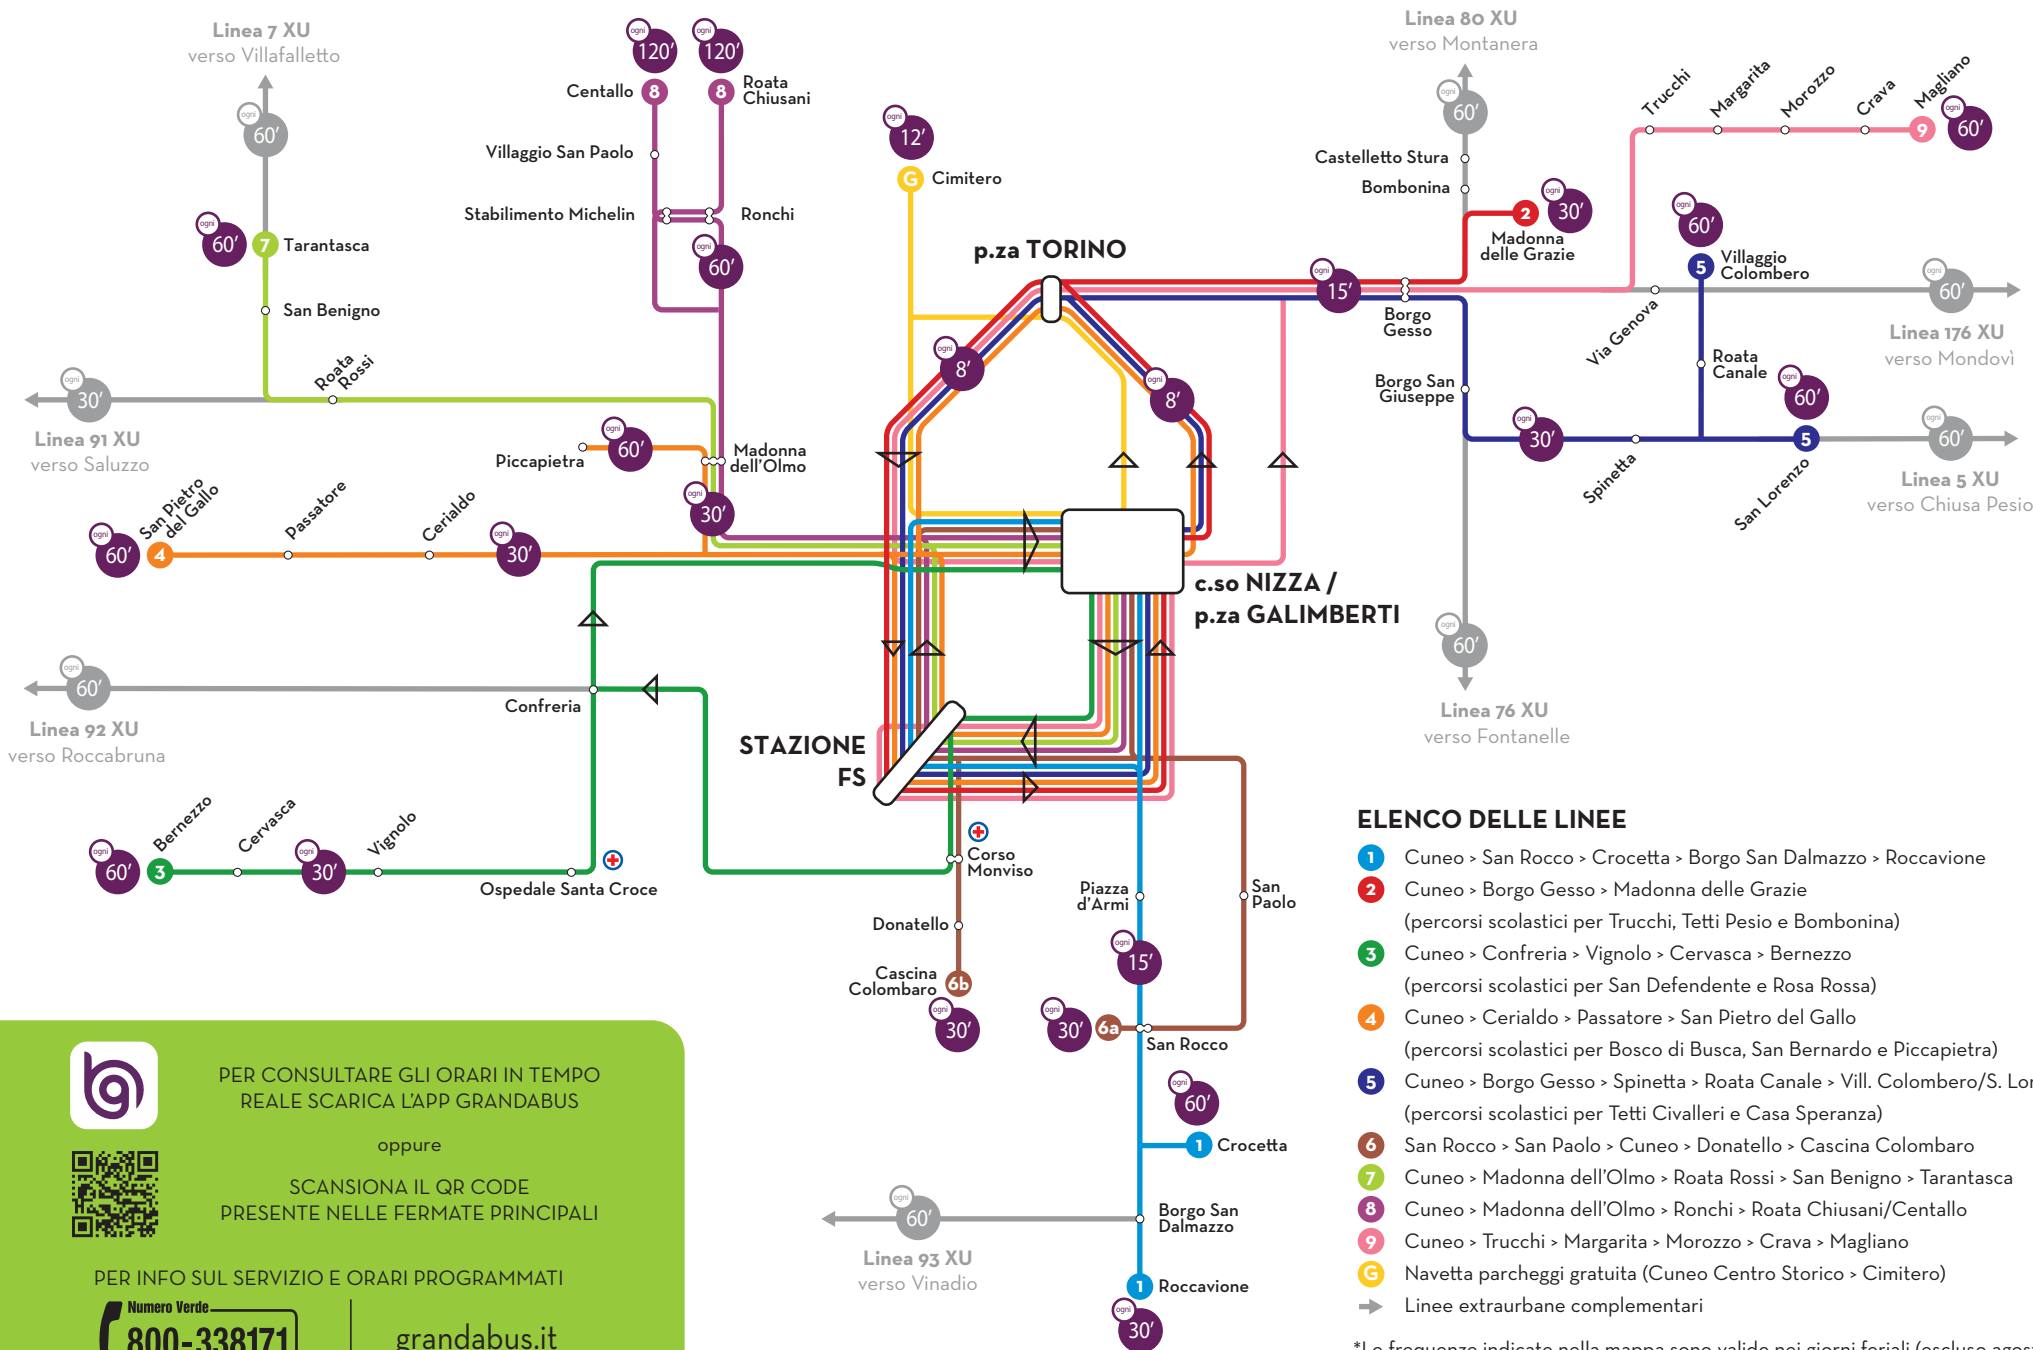 Linea 7 XU
verso Villafalletto
ogni
60'
ogni
60'
7
Tarantasca
San Benigno
Roata
Rossi
ogni
30'
Linea 91 XU
verso Saluzzo
ogni
120'
ogni
120'
Centallo
8
8
Roata
Chiusani
Villaggio San Paolo
Stabilimento Michelin
Ronchi
ogni
60'
Piccapietra
ogni
60'
Madonna
dell'Olmo
ogni
30'
ogni
60'
4
San Pietro
del Gallo
Passatore
Cerialdo
ogni
30'
ogni
12'
G
Cimitero
p.za TORINO
ogni
8'
ogni
8'
c.so NIZZA /
p.za GALIMBERTI
STAZIONE
FS
Linea 80 XU
verso Montanera
ogni
60'
Castelletto Stura
Bombonina
2
ogni
30'
Madonna
delle Grazie
ogni
15'
Borgo
Gesso
Trucchi
Margarita
Morozzo
Crava
Magliano
9
ogni
60'
ogni
60'
5
Villaggio
Colombero
Via Genova
ogni
60'
Linea 176 XU
verso Mondovì
Roata
Canale
Borgo San
Giuseppe
ogni
30'
Spinetta
ogni
60'
5
San Lorenzo
ogni
60'
Linea 5 XU
verso Chiusa Pesio
ogni
60'
Linea 76 XU
verso Fontanelle
Confreria
ogni
60'
Linea 92 XU
verso Roccabruna
ogni
60'
3
Bernezzo
Cervasca
ogni
30'
Vignolo
Ospedale Santa Croce
Corso
Monviso
Donatello
Cascina
Colombaro
6b
ogni
30'
Piazza
d'Armi
San
Paolo
ogni
15'
ogni
30'
6a
San Rocco
ogni
60'
1
Crocetta
Borgo San
Dalmazzo
ogni
60'
Linea 93 XU
verso Vinadio
1
Roccavione
ogni
30'
PER CONSULTARE GLI ORARI IN TEMPO
REALE SCARICA L'APP GRANDABUS
oppure
SCANSIONA IL QR CODE
PRESENTE NELLE FERMATE PRINCIPALI
PER INFO SUL SERVIZIO E ORARI PROGRAMMATI
Numero Verde
800-338171
grandabus.it
ELENCO DELLE LINEE
1 Cuneo > San Rocco > Crocetta > Borgo San Dalmazzo > Roccavione
2 Cuneo > Borgo Gesso > Madonna delle Grazie
(percorsi scolastici per Trucchi, Tetti Pesio e Bombonina)
3 Cuneo > Confreria > Vignolo > Cervasca > Bernezzo
(percorsi scolastici per San Defendente e Rosa Rossa)
4 Cuneo > Cerialdo > Passatore > San Pietro del Gallo
(percorsi scolastici per Bosco di Busca, San Bernardo e Piccapietra)
5 Cuneo > Borgo Gesso > Spinetta > Roata Canale > Vill. Colombero/S.
(percorsi scolastici per Tetti Civalleri e Casa Speranza)
6 San Rocco > San Paolo > Cuneo > Donatello > Cascina Colombaro
7 Cuneo > Madonna dell'Olmo > Roata Rossi > San Benigno > Tarantasca
8 Cuneo > Madonna dell'Olmo > Ronchi > Roata Chiusani/Centallo
9 Cuneo > Trucchi > Margarita > Morozzo > Crava > Magliano
G Navetta parcheggi gratuita (Cuneo Centro Storico > Cimitero)
Linee extraurbane complementari
*Le frequenze indicate nella mappa sono valide nei giorni feriali (escluso